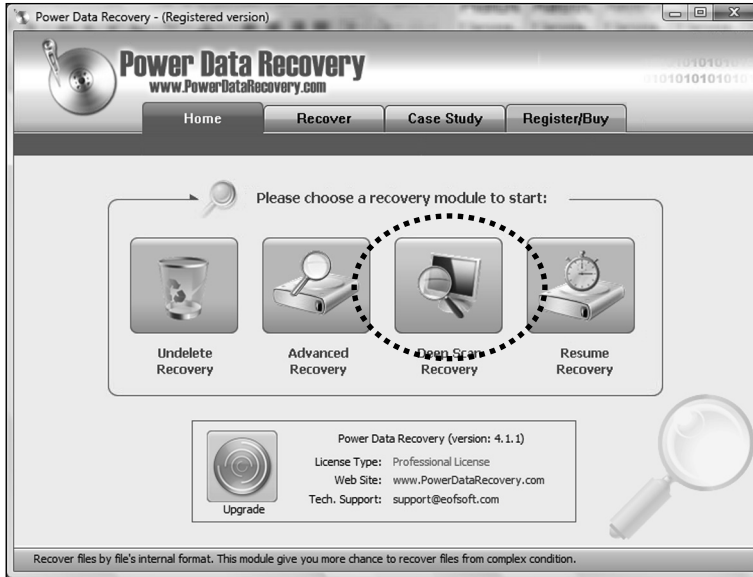 Power Data Recovery - (Registered version)
Power Data Recovery
www.PowerDataRecovery.com
Home Recover Case Study Register/Buy
Please choose a recovery module to start:
Undelete Recovery
Advanced Recovery
Deep Scan Recovery
Resume Recovery
Power Data Recovery (version: 4.1.1)
License Type: Professional License
Web Site: www.PowerDataRecovery.com
Tech. Support: support@eofsoft.com
Upgrade
Recover files by file's internal format. This module give you more chance to recover files from complex condition.